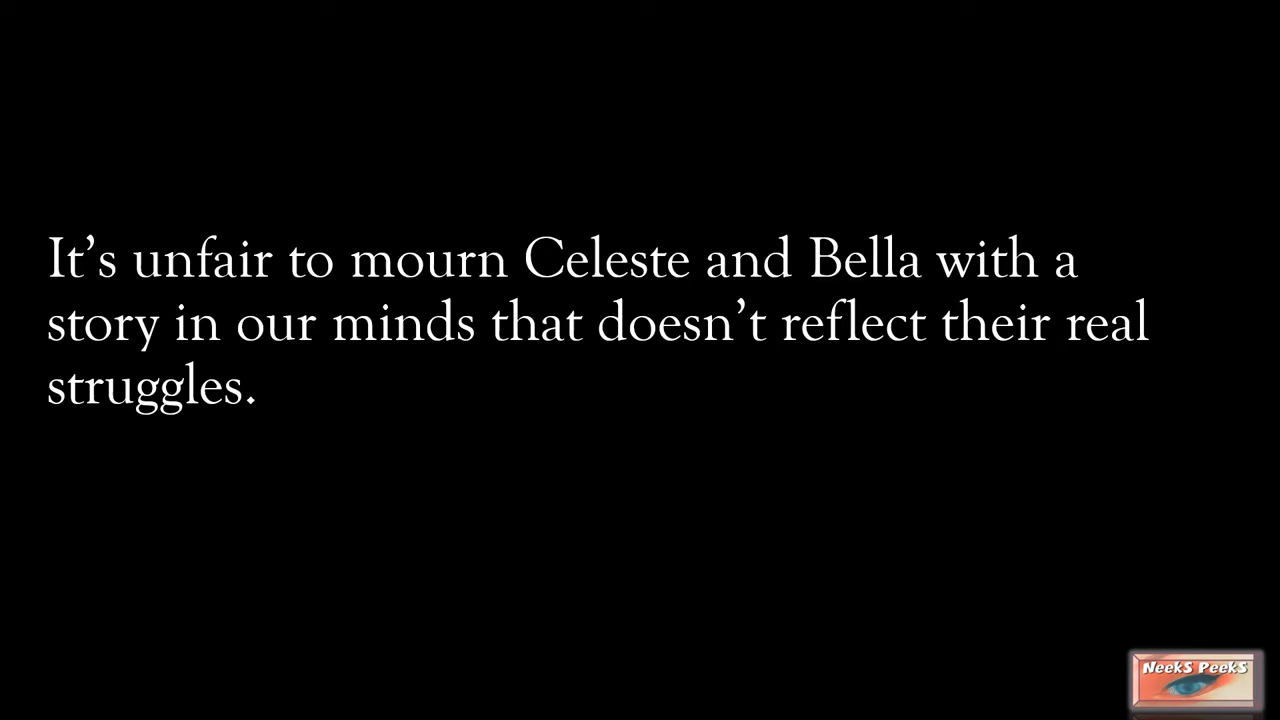 It’s unfair to mourn Celeste and Bella with a
story in our minds that doesn’t reflect their real
struggles.
NeekS PeekS